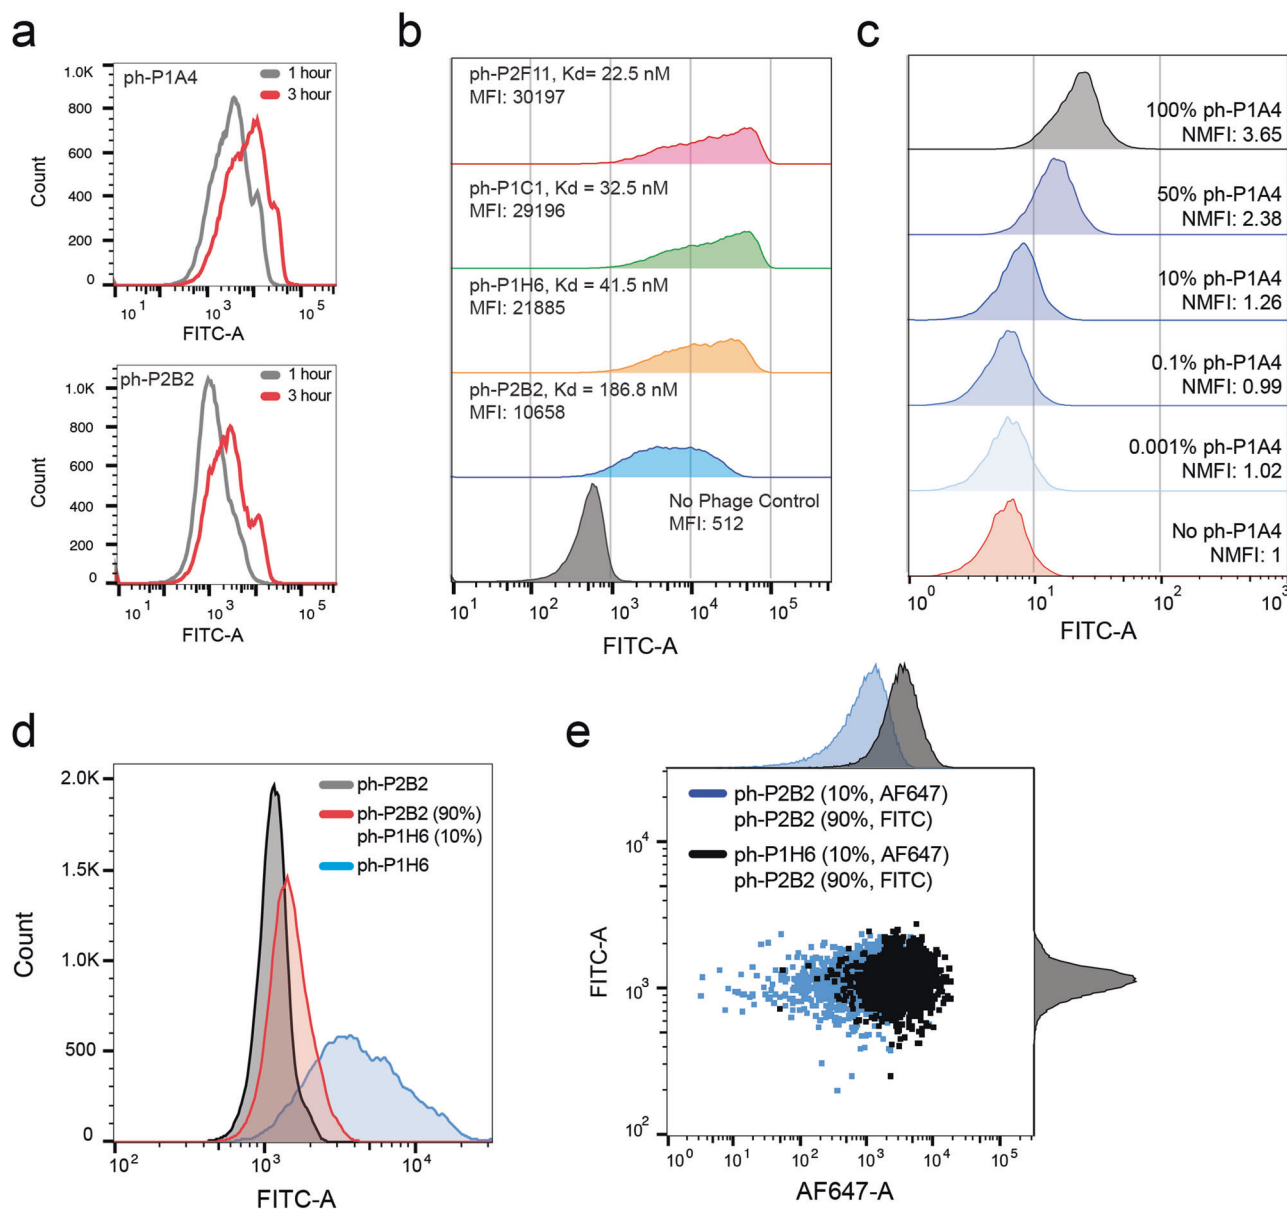 a
ph-P1A4
1 hour
3 hour
1.0K
800
600
400
200
0
Count
10^1
10^3
10^5
FITC-A
ph-P2B2
1 hour
3 hour
1.0K
800
600
400
200
0
Count
10^1
10^3
10^5
FITC-A
b
ph-P2F11, Kd= 22.5 nM
MFI: 30197
ph-P1C1, Kd = 32.5 nM
MFI: 29196
ph-P1H6, Kd = 41.5 nM
MFI: 21885
ph-P2B2, Kd = 186.8 nM
MFI: 10658
No Phage Control
MFI: 512
10^1
10^2
10^3
10^4
10^5
FITC-A
c
100% ph-P1A4
NMFI: 3.65
50% ph-P1A4
NMFI: 2.38
10% ph-P1A4
NMFI: 1.26
0.1% ph-P1A4
NMFI: 0.99
0.001% ph-P1A4
NMFI: 1.02
No ph-P1A4
NMFI: 1
10^0
10^1
10^2
10^3
FITC-A
d
2.0K
1.5K
1.0K
500
0
Count
ph-P2B2
ph-P2B2 (90%)
ph-P1H6 (10%)
ph-P1H6
10^2
10^3
10^4
FITC-A
e
ph-P2B2 (10%, AF647)
ph-P2B2 (90%, FITC)
ph-P1H6 (10%, AF647)
ph-P2B2 (90%, FITC)
10^4
10^3
10^2
FITC-A
10^0
10^1
10^2
10^3
10^4
10^5
AF647-A